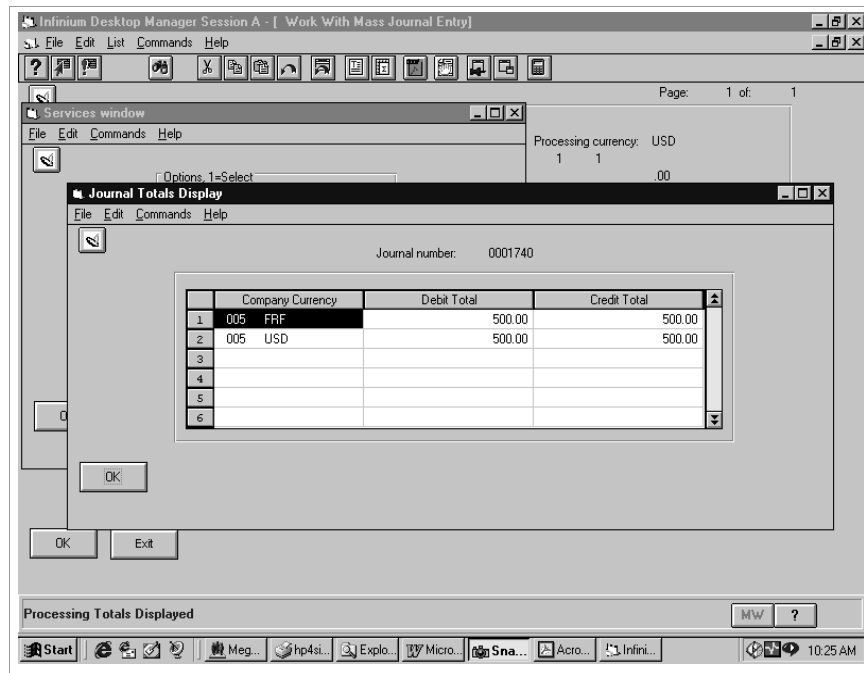 Infinium Desktop Manager Session A - [ Work With Mass Journal Entry]
File Edit List Commands Help
Page: 1 of: 1
Services window
File Edit Commands Help
Processing currency: USD
1 1
Options, 1=Select
.00
Journal Totals Display
File Edit Commands Help
Journal number: 0001740
Company Currency Debit Total Credit Total
1 005 FRF 500.00 500.00
2 005 USD 500.00 500.00
3
4
5
6
OK
OK Exit
Processing Totals Displayed
MW ?
Start Meg... hp4si... Explo... Micro... Sna... Acro... Infini... 10:25 AM